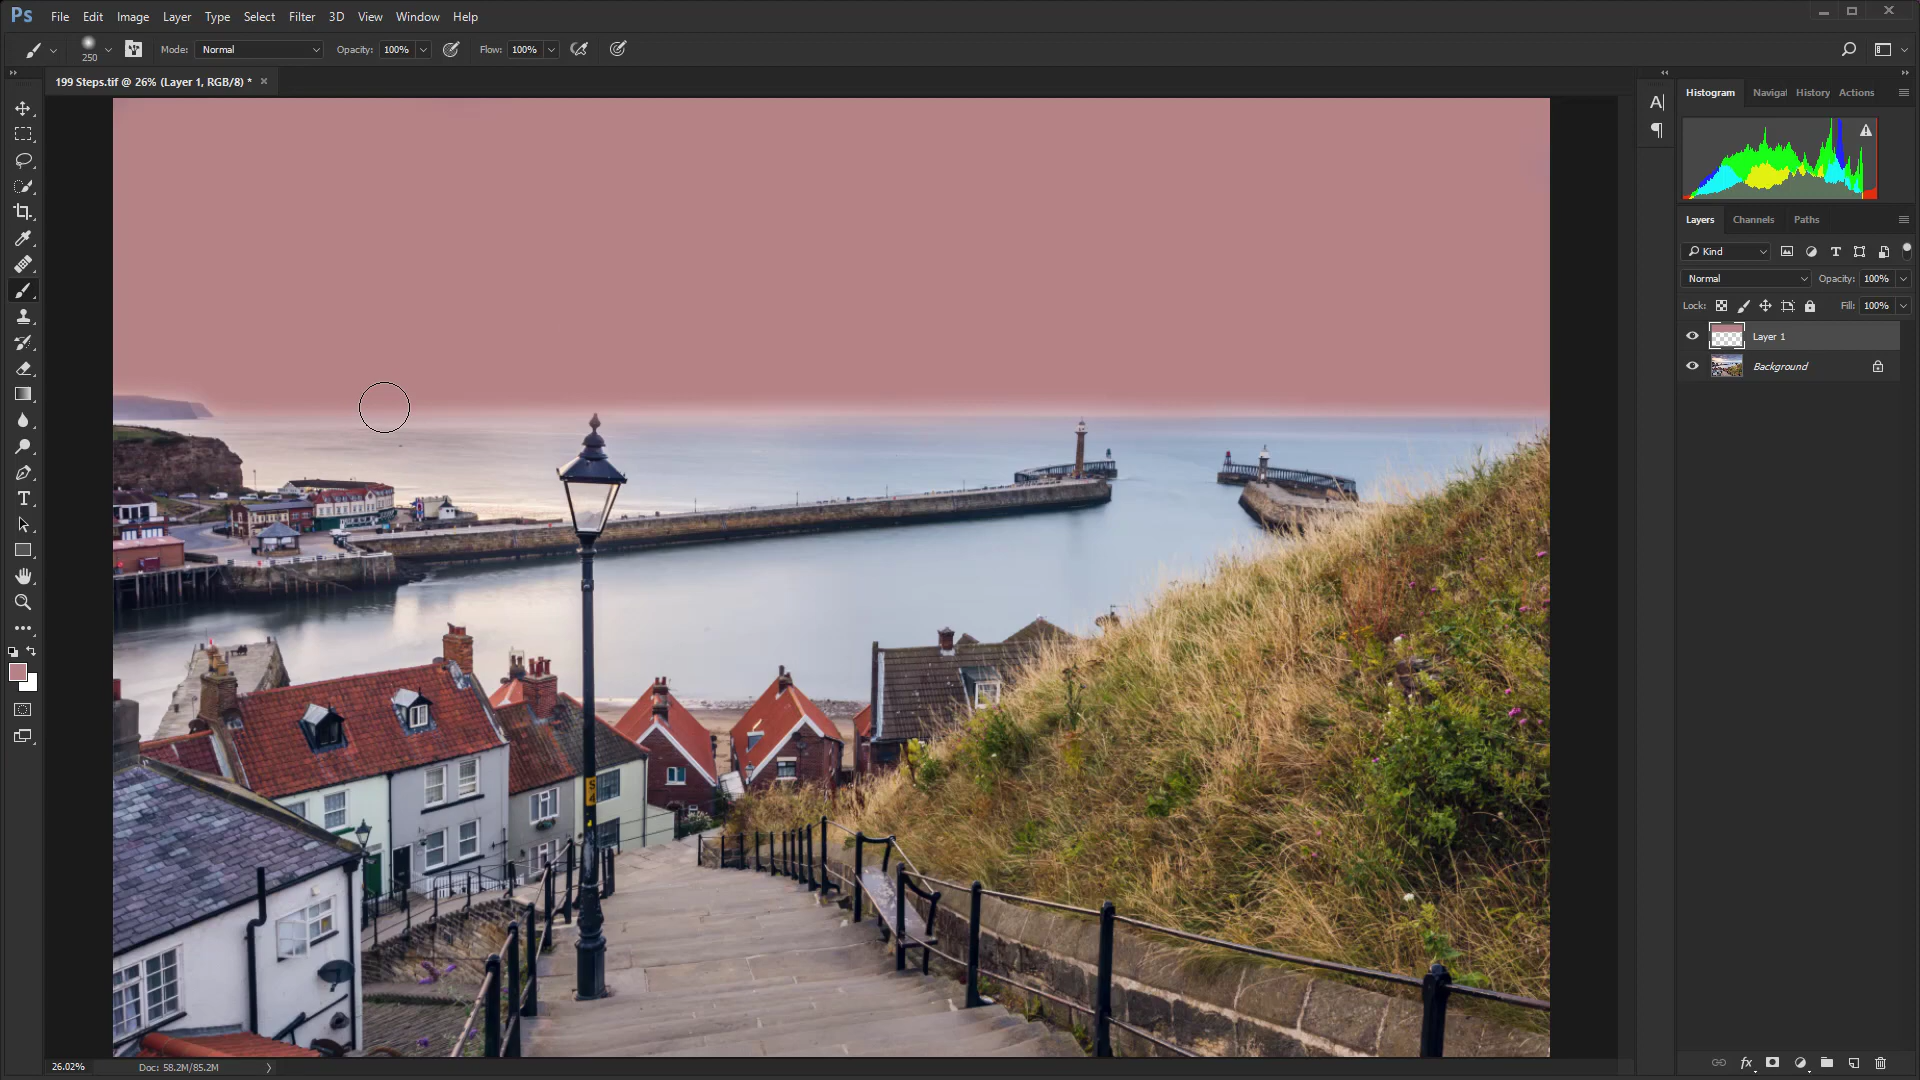 Ps File Edit Image Layer Type Select Filter 3D View Window Help
250 Mode: Normal Opacity: 100% Flow: 100%
199 Steps.tif @ 26% (Layer 1, RGB/8) *
Histogram Navigat History Actions
Layers Channels Paths
Kind
Normal Opacity: 100%
Lock: Fill: 100%
Layer 1
Background
26.02% Doc: 58.2M/85.2M